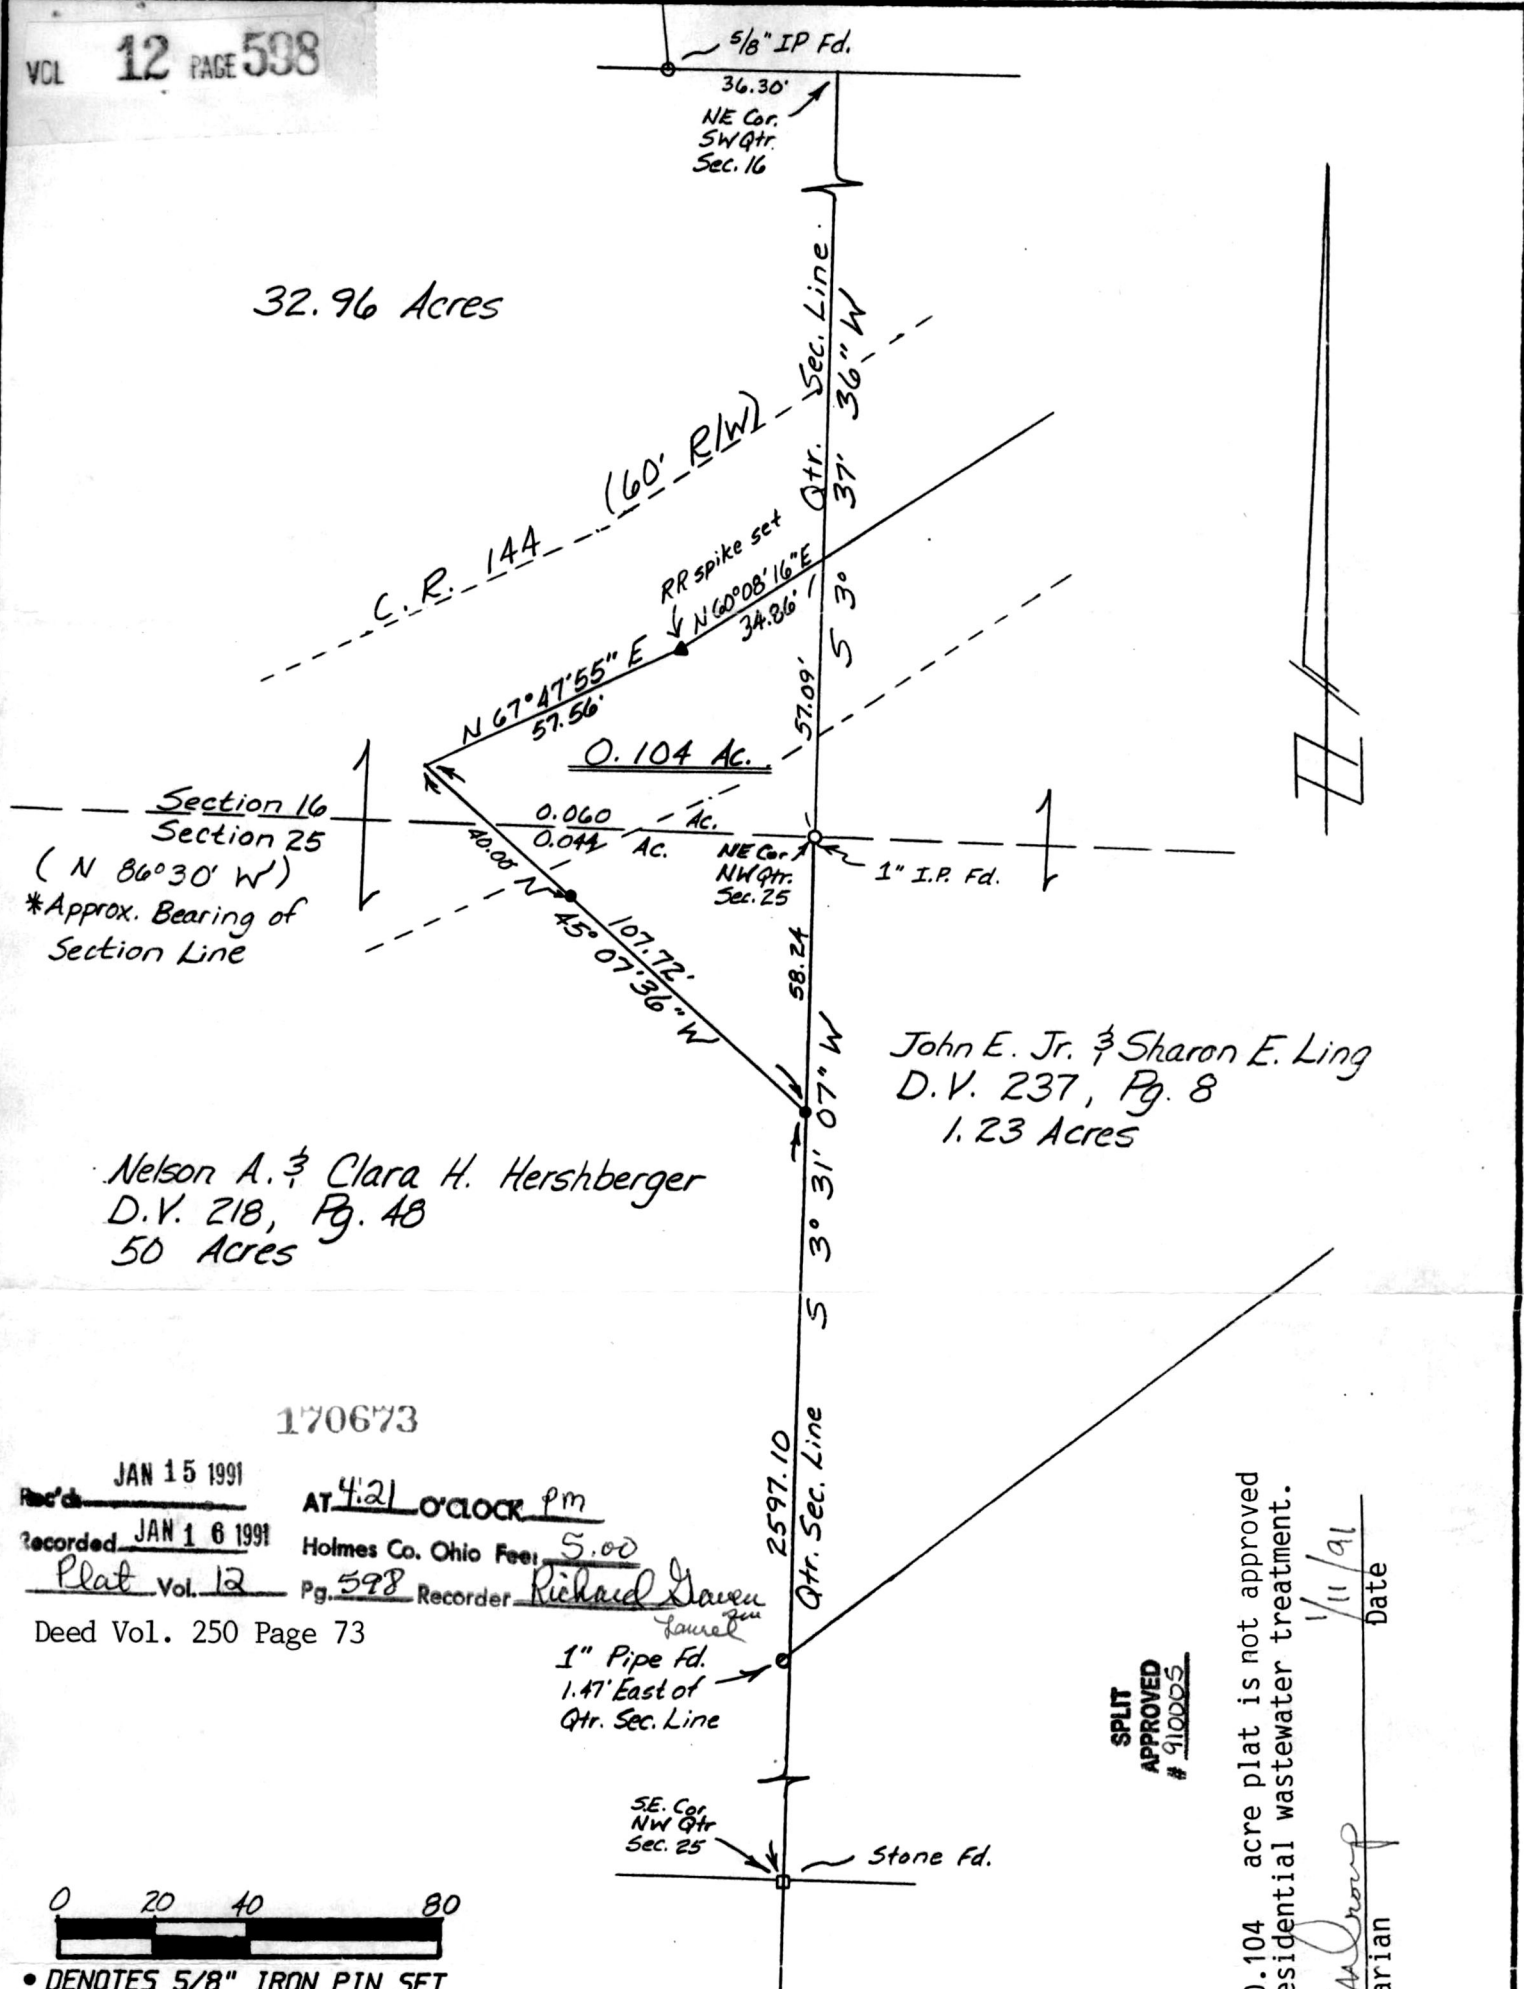 VOL 12 PAGE 598
5/8" IP Fd.
36.30'
NE Cor.
SW Qtr.
Sec. 16
32.96 Acres
Qtr. Sec. Line
S 3° 37' 36" W
C. R. 144 (60' R/W)
RR spike set
N 60°08'16" E
34.86'
N 67°47'55" E
57.56'
57.09'
0.104 Ac.
Section 16
Section 25
(N 86°30' W)
*Approx. Bearing of
Section Line
0.060 Ac.
0.044 Ac.
40.00'
NE Cor.
NW Qtr.
Sec. 25
1" I.P. Fd.
N 45° 07' 36" W
107.72'
58.24
S 3° 31' 07" W
John E. Jr. & Sharon E. Ling
D.V. 237, Pg. 8
1.23 Acres
Nelson A. & Clara H. Hershberger
D.V. 218, Pg. 48
50 Acres
170673
Rec'd JAN 15 1991 AT 4:21 O'CLOCK pm
Recorded JAN 16 1991 Holmes Co. Ohio Fee: 5.00
Plat Vol. 12 Pg. 598 Recorder Richard
Deed Vol. 250 Page 73
2597.10
Qtr. Sec. Line
1" Pipe Fd.
1.47' East of
Qtr. Sec. Line
S.E. Cor
NW Qtr
Sec. 25
Stone Fd.
SPLIT
APPROVED
# 910005
0.104 acre plat is not approved
residential wastewater treatment.
1/11/91
Date
0 20 40 80
• DENOTES 5/8" IRON PIN SET